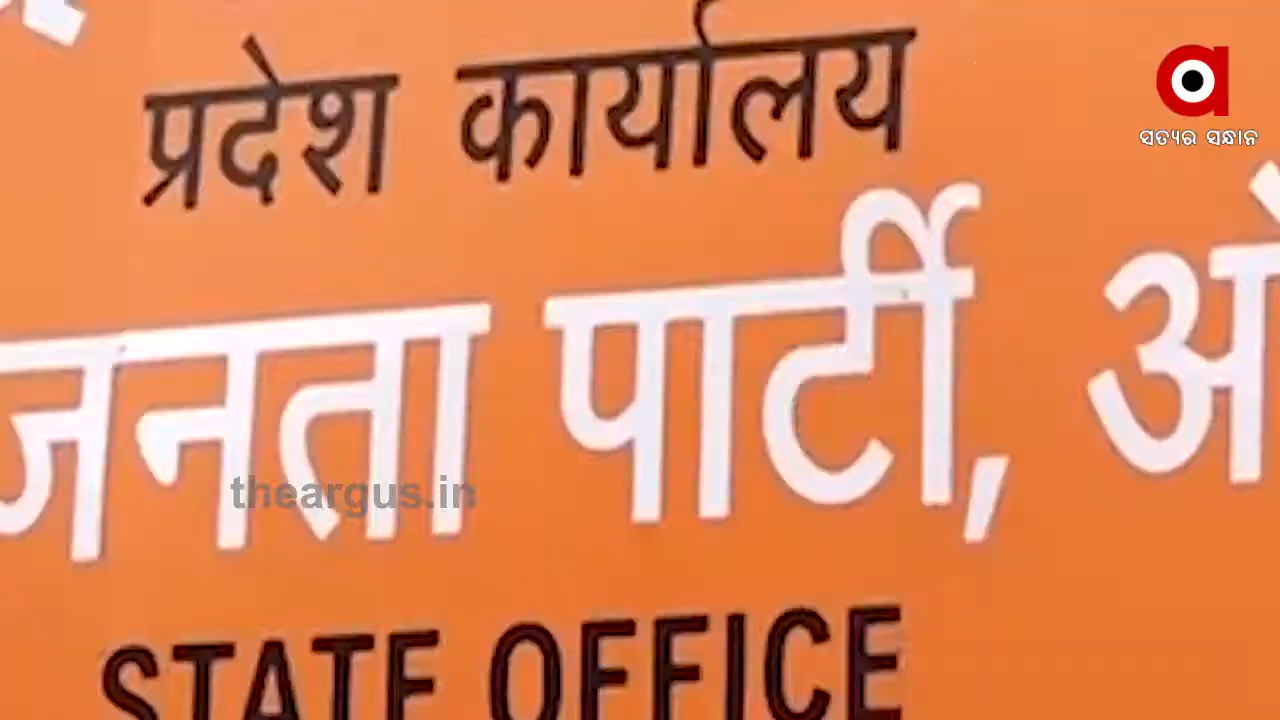 प्रदेश कार्यालय
ସତ୍ୟର ସନ୍ଧାନ
जनता पार्टी,
theargus.in
STATE OFFICE